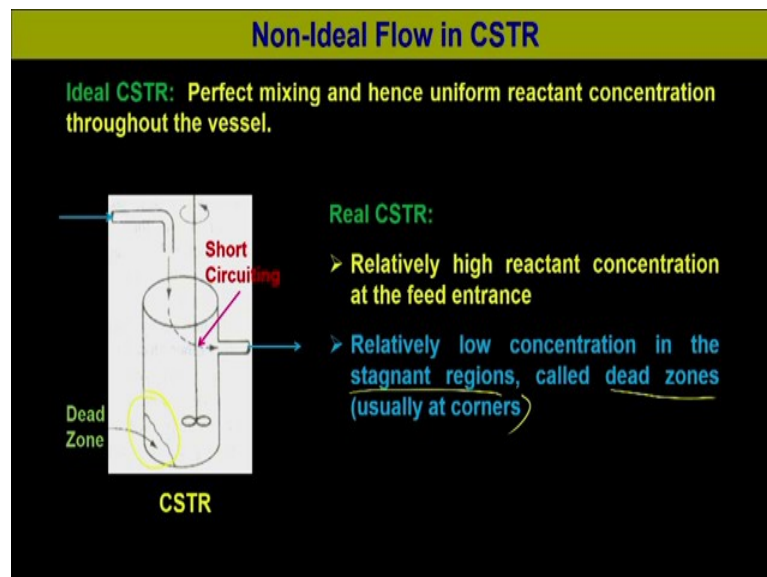 Non-Ideal Flow in CSTR
Ideal CSTR: Perfect mixing and hence uniform reactant concentration
throughout the vessel.
Short
Circuiting
Dead
Zone
CSTR
Real CSTR:
➢ Relatively high reactant concentration
at the feed entrance
➢ Relatively low concentration in the
stagnant regions, called dead zones
(usually at corners)